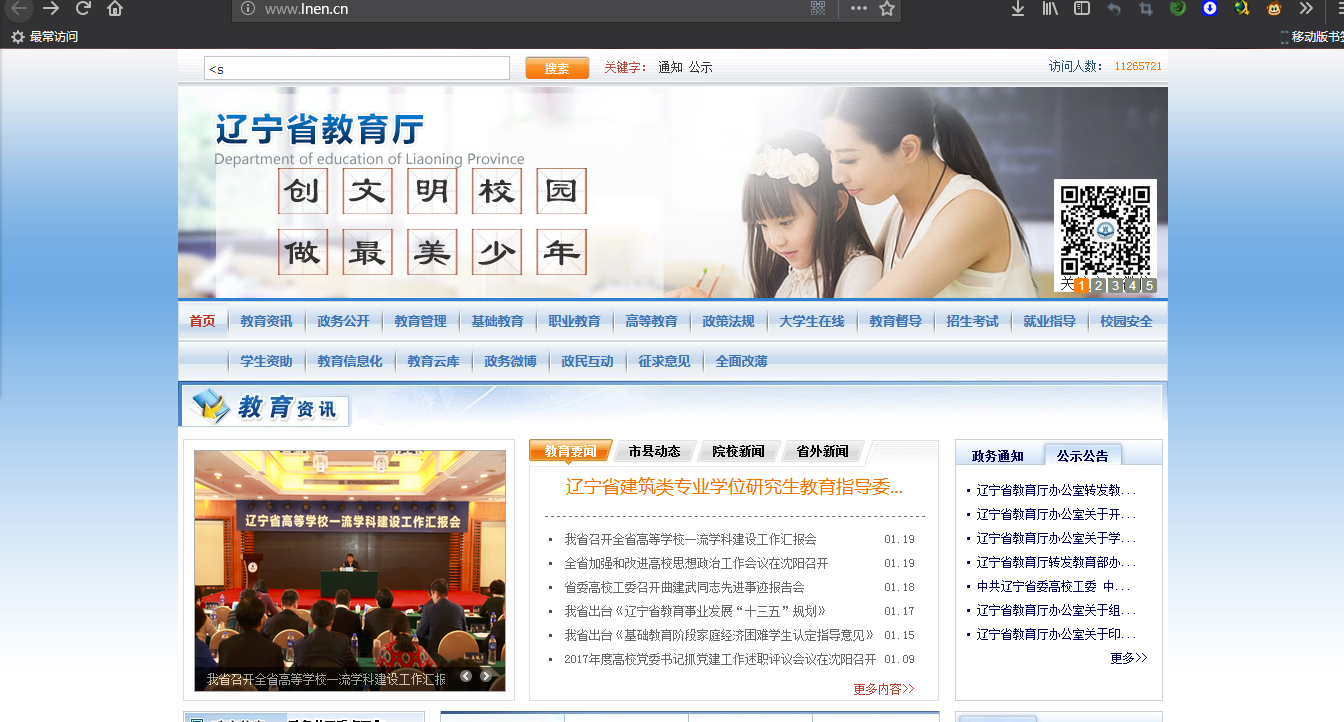 www.lnen.cn
最常访问
移动版书签
<s
搜索
关键字： 通知 公示
访问人数： 11265721
辽宁省教育厅
Department of education of Liaoning Province
创文明校园
做最美少年
1 2 3 4 5
首页 教育资讯 政务公开 教育管理 基础教育 职业教育 高等教育 政策法规 大学生在线 教育督导 招生考试 就业指导 校园安全
学生资助 教育信息化 教育云库 政务微博 政民互动 征求意见 全面改薄
教育资讯
辽宁省高等学校一流学科建设工作汇报会
我省召开全省高等学校一流学科建设工作汇报
教育要闻 市县动态 院校新闻 省外新闻
辽宁省建筑类专业学位研究生教育指导委...
我省召开全省高等学校一流学科建设工作汇报会 01.19
全省加强和改进高校思想政治工作会议在沈阳召开 01.19
省委高校工委召开曲建武同志先进事迹报告会 01.18
我省出台《辽宁省教育事业发展“十三五”规划》 01.17
我省出台《基础教育阶段家庭经济困难学生认定指导意见》 01.15
2017年度高校党委书记抓党建工作述职评议会议在沈阳召开 01.09
更多内容>>
政务通知 公示公告
辽宁省教育厅办公室转发教...
辽宁省教育厅办公室关于开...
辽宁省教育厅办公室关于学...
辽宁省教育厅转发教育部办...
中共辽宁省委高校工委 中...
辽宁省教育厅办公室关于组...
辽宁省教育厅办公室关于印...
更多>>